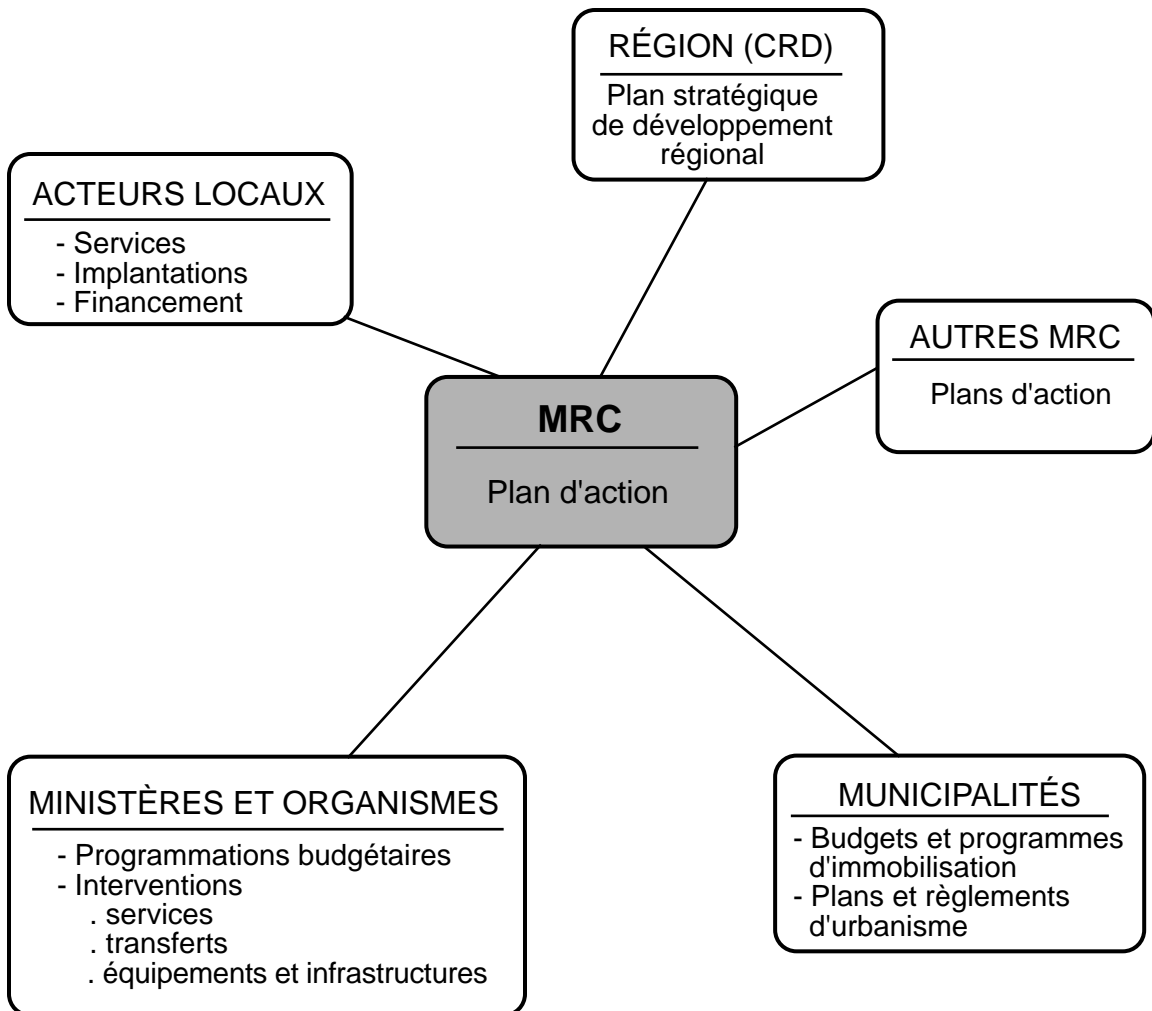 RÉGION (CRD)
Plan stratégique
de développement
régional
ACTEURS LOCAUX
- Services
- Implantations
- Financement
AUTRES MRC
Plans d'action
MRC
Plan d'action
MINISTÈRES ET ORGANISMES
- Programmations budgétaires
- Interventions
. services
. transferts
. équipements et infrastructures
MUNICIPALITÉS
- Budgets et programmes
d'immobilisation
- Plans et règlements
d'urbanisme